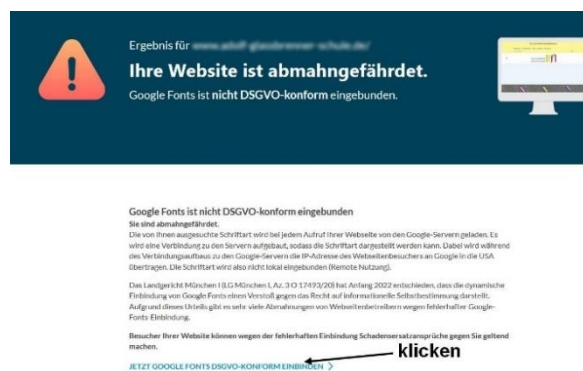 Ergebnis für
Ihre Website ist abmahngefährdet.
Google Fonts ist nicht DSGVO-konform eingebunden.
Google Fonts ist nicht DSGVO-konform eingebunden
Sie sind abmahngefährdet.
Die von Ihnen ausgesuchte Schriftart wird bei jedem Aufruf Ihrer Webseite von den Google-Servern geladen. Es
wird eine Verbindung zu den Servern aufgebaut, sodass die Schriftart dargestellt werden kann. Dabei wird während
des Verbindungsaufbaus zu den Google-Servern die IP-Adresse des Webseitenbesuchers an Google in die USA
übertragen. Die Schriftart wird also nicht lokal eingebunden (Remote Nutzung).
Das Landgericht München I (LG München I, Az. 3 O 17493/20) hat Anfang 2022 entschieden, dass die dynamische
Einbindung von Google Fonts einen Verstoß gegen das Recht auf informationelle Selbstbestimmung darstellt.
Aufgrund dieses Urteils gibt es sehr viele Abmahnungen von Webseitenbetreibern wegen fehlerhafter Google-
Fonts-Einbindung.
Besucher Ihrer Website können wegen der fehlerhaften Einbindung Schadensersatzansprüche gegen Sie geltend
machen.
klicken
JETZT GOOGLE FONTS DSGVO-KONFORM EINBINDEN